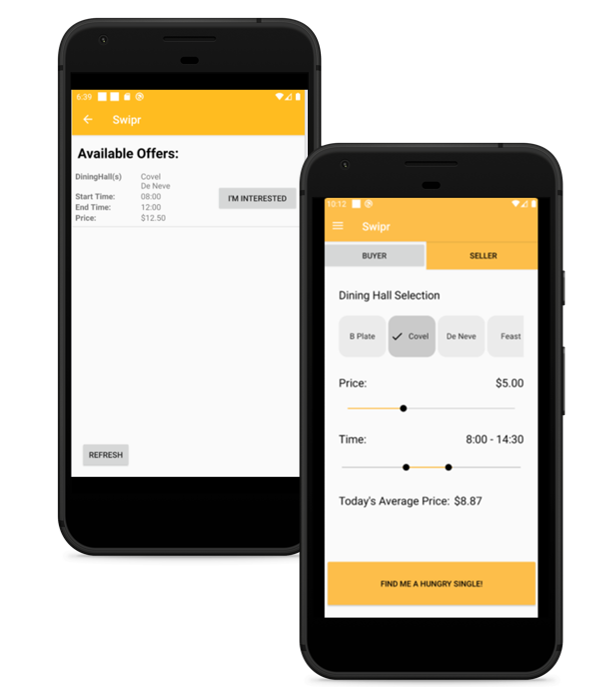 6:39
Swipr
Available Offers:
DiningHall(s) Covel
De Neve
Start Time: 08:00
End Time: 12:00
Price: $12.50
I'M INTERESTED
REFRESH
10:12
Swipr
BUYER SELLER
Dining Hall Selection
B Plate Covel De Neve Feast
Price: $5.00
Time: 8:00 - 14:30
Today's Average Price: $8.87
FIND ME A HUNGRY SINGLE!